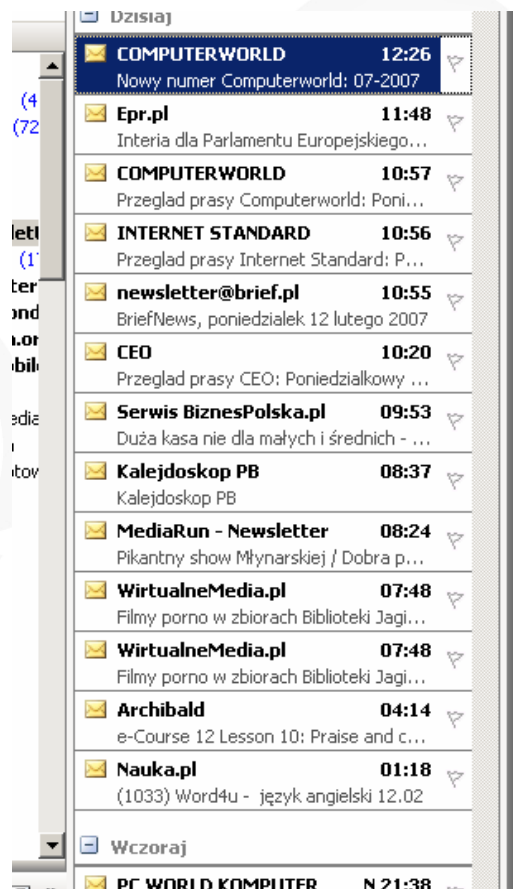 Dzisiaj
COMPUTERWORLD 12:26
Nowy numer Computerworld: 07-2007
(4
Epr.pl 11:48
(72
Interia dla Parlamentu Europejskiego...
COMPUTERWORLD 10:57
Przeglad prasy Computerworld: Poni...
INTERNET STANDARD 10:56
Przeglad prasy Internet Standard: P...
newsletter@brief.pl 10:55
BriefNews, poniedzialek 12 lutego 2007
CEO 10:20
Przeglad prasy CEO: Poniedzialkowy ...
Serwis BiznesPolska.pl 09:53
Duża kasa nie dla małych i średnich - ...
Kalejdoskop PB 08:37
Kalejdoskop PB
MediaRun - Newsletter 08:24
Pikantny show Młynarskiej / Dobra p...
WirtualneMedia.pl 07:48
Filmy porno w zbiorach Biblioteki Jagi...
WirtualneMedia.pl 07:48
Filmy porno w zbiorach Biblioteki Jagi...
Archibald 04:14
e-Course 12 Lesson 10: Praise and c...
Nauka.pl 01:18
(1033) Word4u - język angielski 12.02
Wczoraj
PC WORLD KOMPUTER N 21:38